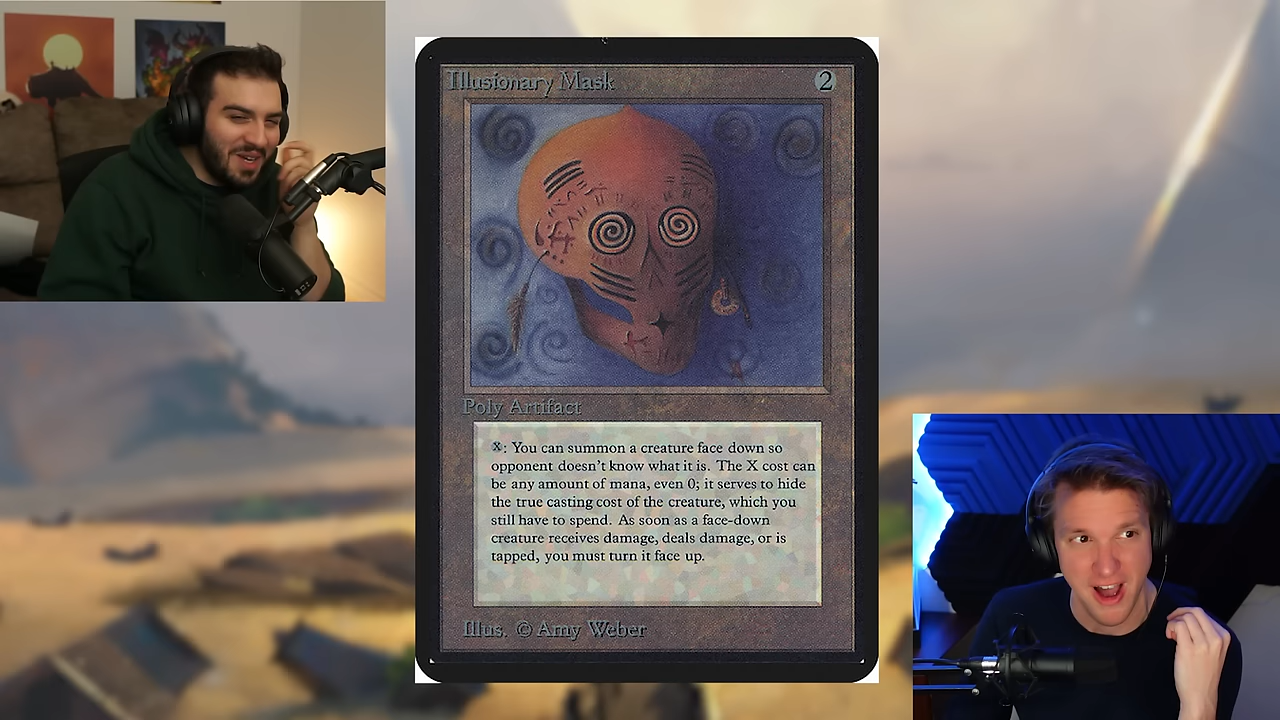 Illusionary Mask 2
Poly Artifact
X: You can summon a creature face down so
opponent doesn't know what it is. The X cost can
be any amount of mana, even 0; it serves to hide
the true casting cost of the creature, which you
still have to spend. As soon as a face-down
creature receives damage, deals damage, or is
tapped, you must turn it face up.
Illus. © Amy Weber